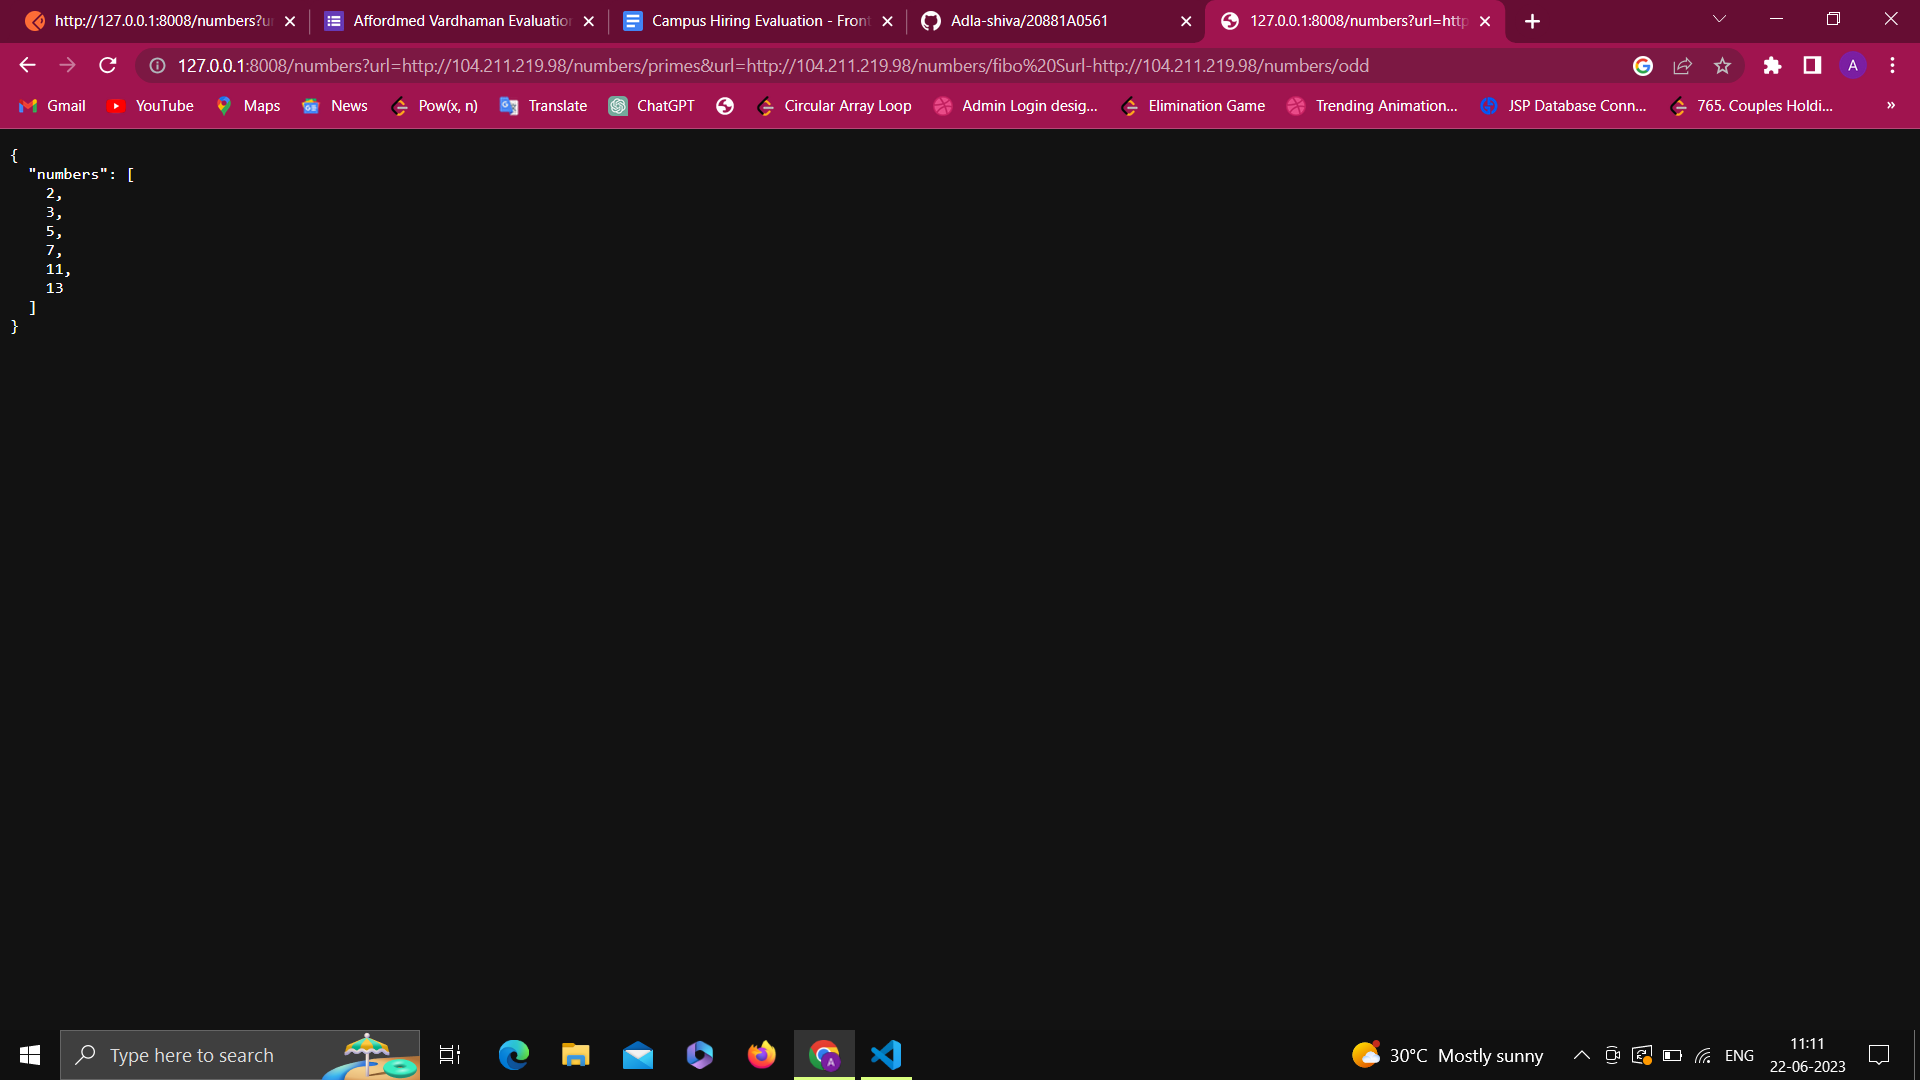 http://127.0.0.1:8008/numbers?ur
Affordmed Vardhaman Evaluation
Campus Hiring Evaluation - Front
Adla-shiva/20881A0561
127.0.0.1:8008/numbers?url=http
127.0.0.1:8008/numbers?url=http://104.211.219.98/numbers/primes&url=http://104.211.219.98/numbers/fibo%20Surl-http://104.211.219.98/numbers/odd
A
Gmail
YouTube
Maps
News
Pow(x, n)
Translate
ChatGPT
Circular Array Loop
Admin Login desig...
Elimination Game
Trending Animation...
JSP Database Conn...
765. Couples Holdi...
»
{
"numbers": [
2,
3,
5,
7,
11,
13
]
}
Type here to search
A
30°C Mostly sunny
ENG
11:11
22-06-2023